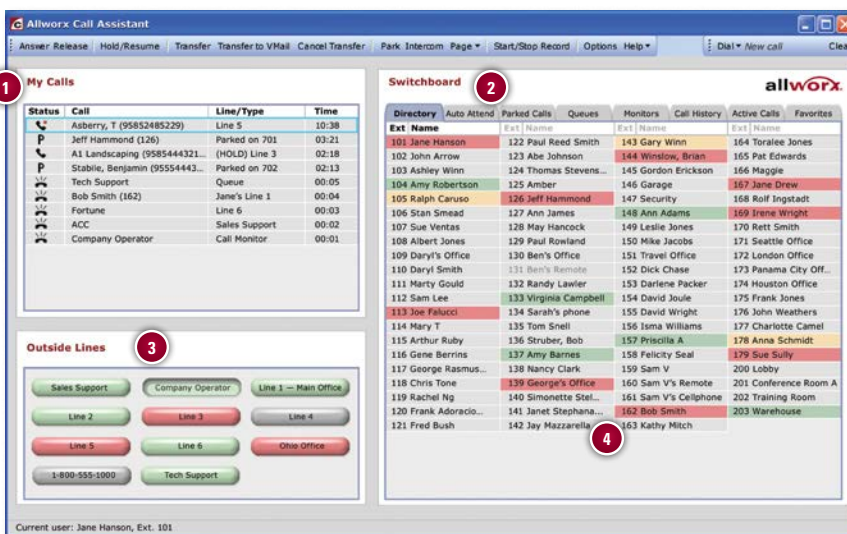 Allworx Call Assistant
Answer Release Hold/Resume Transfer Transfer to VMail Cancel Transfer Park Intercom Page Start/Stop Record Options Help Dial New call Clea
1 My Calls
Status Call Line/Type Time
Asberry, T (95852485229) Line 5 10:38
P Jeff Hammond (126) Parked on 701 03:21
A1 Landscaping (9585444321... (HOLD) Line 3 02:18
P Stabile, Benjamin (95554443... Parked on 702 02:13
Tech Support Queue 00:05
Bob Smith (162) Jane's Line 1 00:04
Fortune Line 6 00:03
ACC Sales Support 00:02
Company Operator Call Monitor 00:01
Outside Lines 3
Sales Support Company Operator Line 1 — Main Office
Line 2 Line 3 Line 4
Line 5 Line 6 Ohio Office
1-800-555-1000 Tech Support
Switchboard 2 allworx.
Directory Auto Attend Parked Calls Queues Monitors Call History Active Calls Favorites
Ext Name Ext Name Ext Name Ext Name
101 Jane Hanson 122 Paul Reed Smith 143 Gary Winn 164 Toralee Jones
102 John Arrow 123 Abe Johnson 144 Winslow, Brian 165 Pat Edwards
103 Ashley Winn 124 Thomas Stevens... 145 Gordon Erickson 166 Maggie
104 Amy Robertson 125 Amber 146 Garage 167 Jane Drew
105 Ralph Caruso 126 Jeff Hammond 147 Security 168 Rolf Ingstadt
106 Stan Smead 127 Ann James 148 Ann Adams 169 Irene Wright
107 Sue Ventas 128 May Hancock 149 Leslie Jones 170 Rett Smith
108 Albert Jones 129 Paul Rowland 150 Mike Jacobs 171 Seattle Office
109 Daryl's Office 130 Ben's Office 151 Travel Office 172 London Office
110 Daryl Smith 131 Ben's Remote 152 Dick Chase 173 Panama City Off...
111 Marty Gould 132 Randy Lawler 153 Darlene Packer 174 Houston Office
112 Sam Lee 133 Virginia Campbell 154 David Joule 175 Frank Jones
113 Joe Falucci 134 Sarah's phone 155 David Wright 176 John Weathers
114 Mary T 135 Tom Snell 156 Isma Williams 177 Charlotte Camel
115 Arthur Ruby 136 Struber, Bob 157 Priscilla A 178 Anna Schmidt
116 Gene Berrins 137 Amy Barnes 158 Felicity Seal 179 Sue Sully
117 George Rasmus... 138 Nancy Clark 159 Sam V 200 Lobby
118 Chris Tone 139 George's Office 160 Sam V's Remote 201 Conference Room A
119 Rachel Ng 140 Simonette Stel... 161 Sam V's Cellphone 202 Training Room
120 Frank Adoracio... 141 Janet Stephana... 162 Bob Smith 203 Warehouse
121 Fred Bush 142 Jay Mazzarella 163 Kathy Mitch
4
Current user: Jane Hanson, Ext. 101